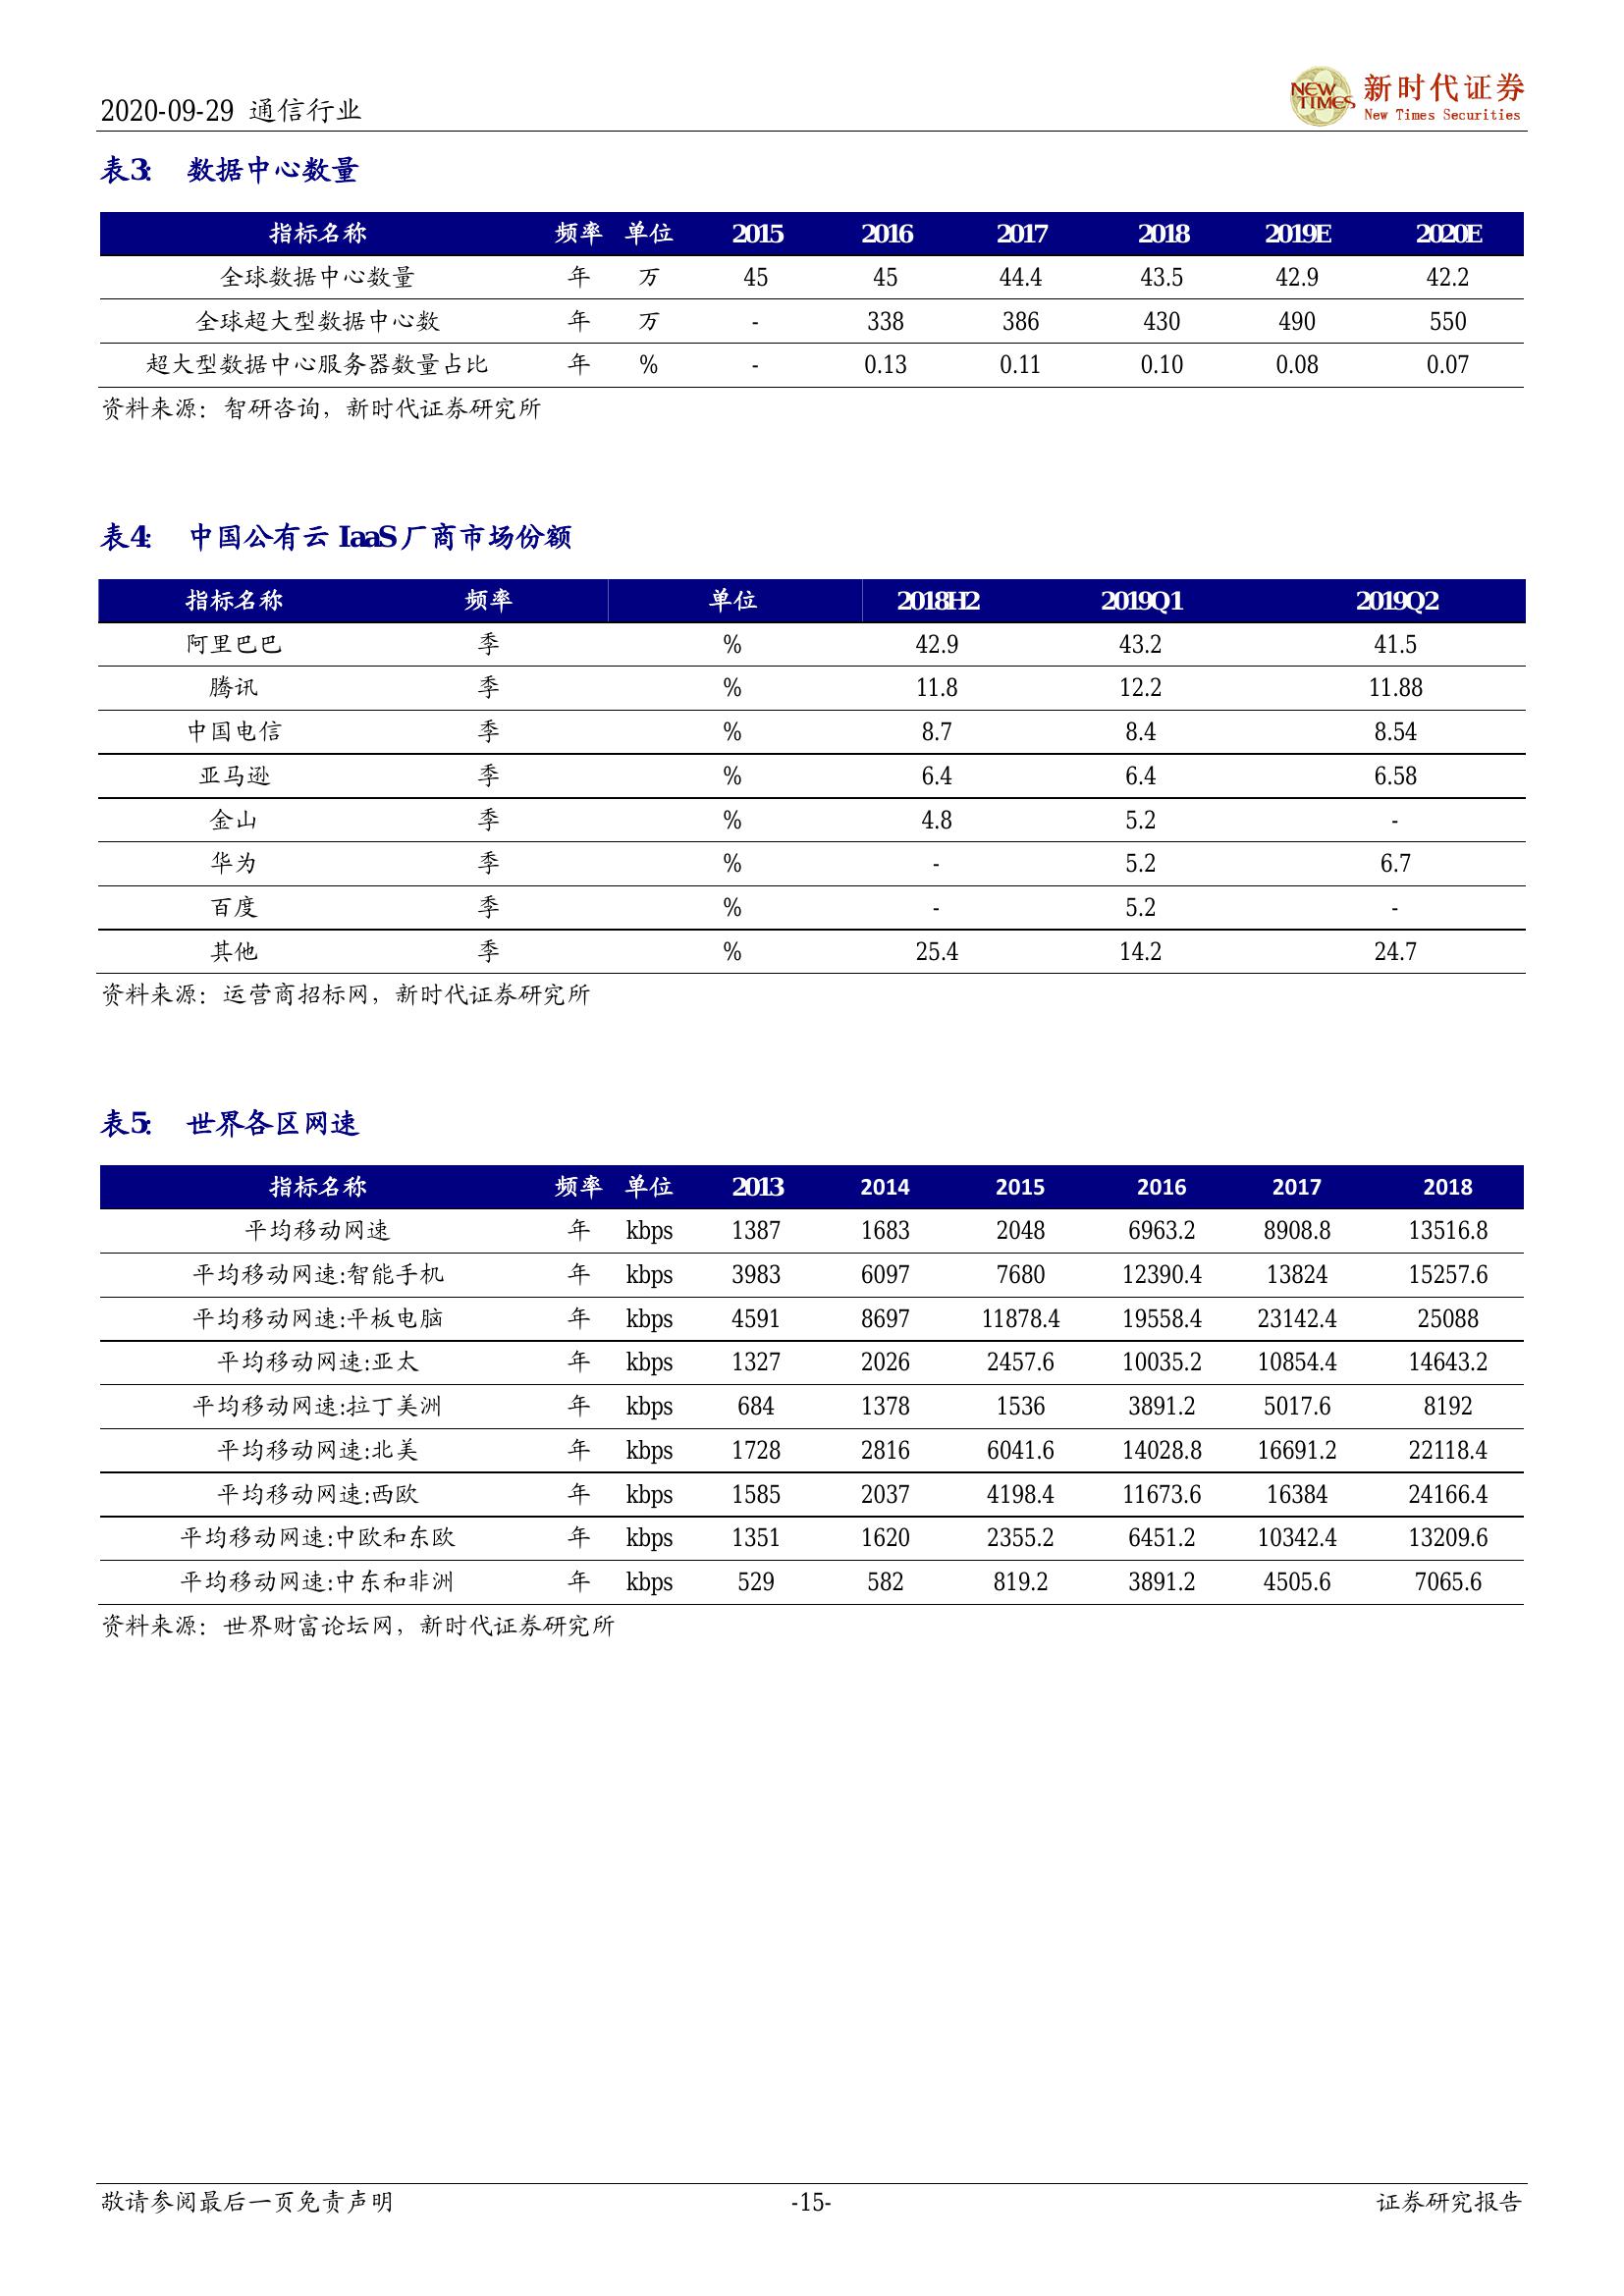 2020-09-29 通信行业
NEW TIMES 新时代证券
New Times Securities
表3: 数据中心数量
指标名称 频率 单位 2015 2016 2017 2018 2019E 2020E
全球数据中心数量 年 万 45 45 44.4 43.5 42.9 42.2
全球超大型数据中心数 年 万 - 338 386 430 490 550
超大型数据中心服务器数量占比 年 % - 0.13 0.11 0.10 0.08 0.07
资料来源：智研咨询，新时代证券研究所
表4: 中国公有云 IaaS 厂商市场份额
指标名称 频率 单位 2018H2 2019Q1 2019Q2
阿里巴巴 季 % 42.9 43.2 41.5
腾讯 季 % 11.8 12.2 11.88
中国电信 季 % 8.7 8.4 8.54
亚马逊 季 % 6.4 6.4 6.58
金山 季 % 4.8 5.2 -
华为 季 % - 5.2 6.7
百度 季 % - 5.2 -
其他 季 % 25.4 14.2 24.7
资料来源：运营商招标网，新时代证券研究所
表5: 世界各区网速
指标名称 频率 单位 2013 2014 2015 2016 2017 2018
平均移动网速 年 kbps 1387 1683 2048 6963.2 8908.8 13516.8
平均移动网速:智能手机 年 kbps 3983 6097 7680 12390.4 13824 15257.6
平均移动网速:平板电脑 年 kbps 4591 8697 11878.4 19558.4 23142.4 25088
平均移动网速:亚太 年 kbps 1327 2026 2457.6 10035.2 10854.4 14643.2
平均移动网速:拉丁美洲 年 kbps 684 1378 1536 3891.2 5017.6 8192
平均移动网速:北美 年 kbps 1728 2816 6041.6 14028.8 16691.2 22118.4
平均移动网速:西欧 年 kbps 1585 2037 4198.4 11673.6 16384 24166.4
平均移动网速:中欧和东欧 年 kbps 1351 1620 2355.2 6451.2 10342.4 13209.6
平均移动网速:中东和非洲 年 kbps 529 582 819.2 3891.2 4505.6 7065.6
资料来源：世界财富论坛网，新时代证券研究所
敬请参阅最后一页免责声明 -15- 证券研究报告